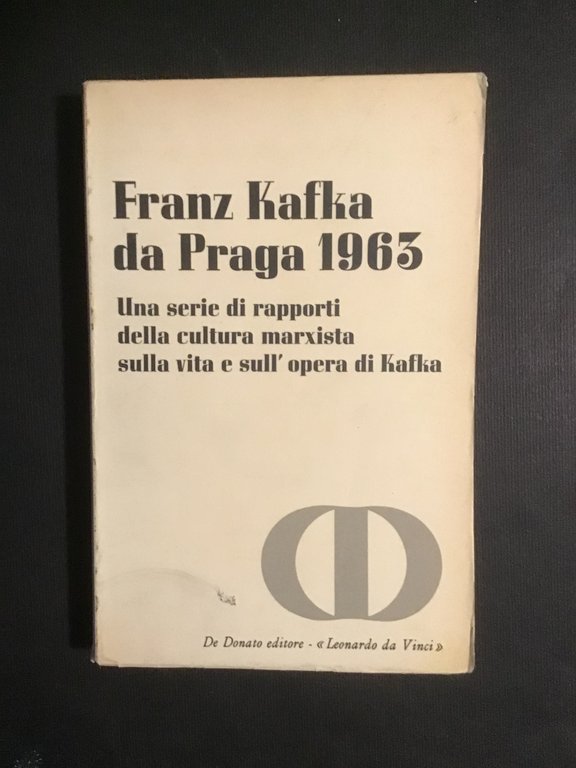 Franz Kafka
da Praga 1963
Una serie di rapporti
della cultura marxista
sulla vita e sull' opera di Kafka
De Donato editore - « Leonardo da Vinci »